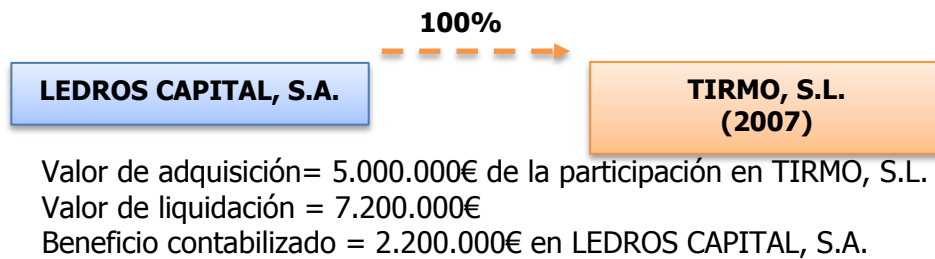 100%
LEDROS CAPITAL, S.A.
TIRMO, S.L.
(2007)
Valor de adquisición= 5.000.000€ de la participación en TIRMO, S.L.
Valor de liquidación = 7.200.000€
Beneficio contabilizado = 2.200.000€ en LEDROS CAPITAL, S.A.